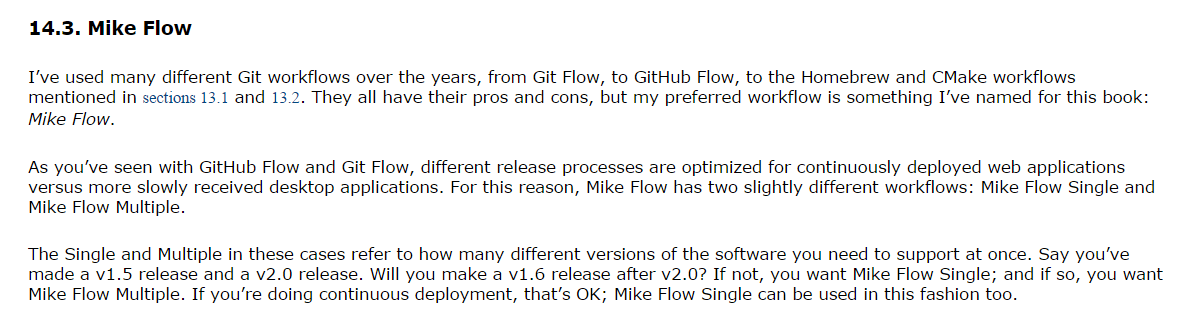 14.3. Mike Flow
I’ve used many different Git workflows over the years, from Git Flow, to GitHub Flow, to the Homebrew and CMake workflows
mentioned in sections 13.1 and 13.2. They all have their pros and cons, but my preferred workflow is something I’ve named for this book:
Mike Flow.
As you’ve seen with GitHub Flow and Git Flow, different release processes are optimized for continuously deployed web applications
versus more slowly received desktop applications. For this reason, Mike Flow has two slightly different workflows: Mike Flow Single and
Mike Flow Multiple.
The Single and Multiple in these cases refer to how many different versions of the software you need to support at once. Say you’ve
made a v1.5 release and a v2.0 release. Will you make a v1.6 release after v2.0? If not, you want Mike Flow Single; and if so, you want
Mike Flow Multiple. If you’re doing continuous deployment, that’s OK; Mike Flow Single can be used in this fashion too.